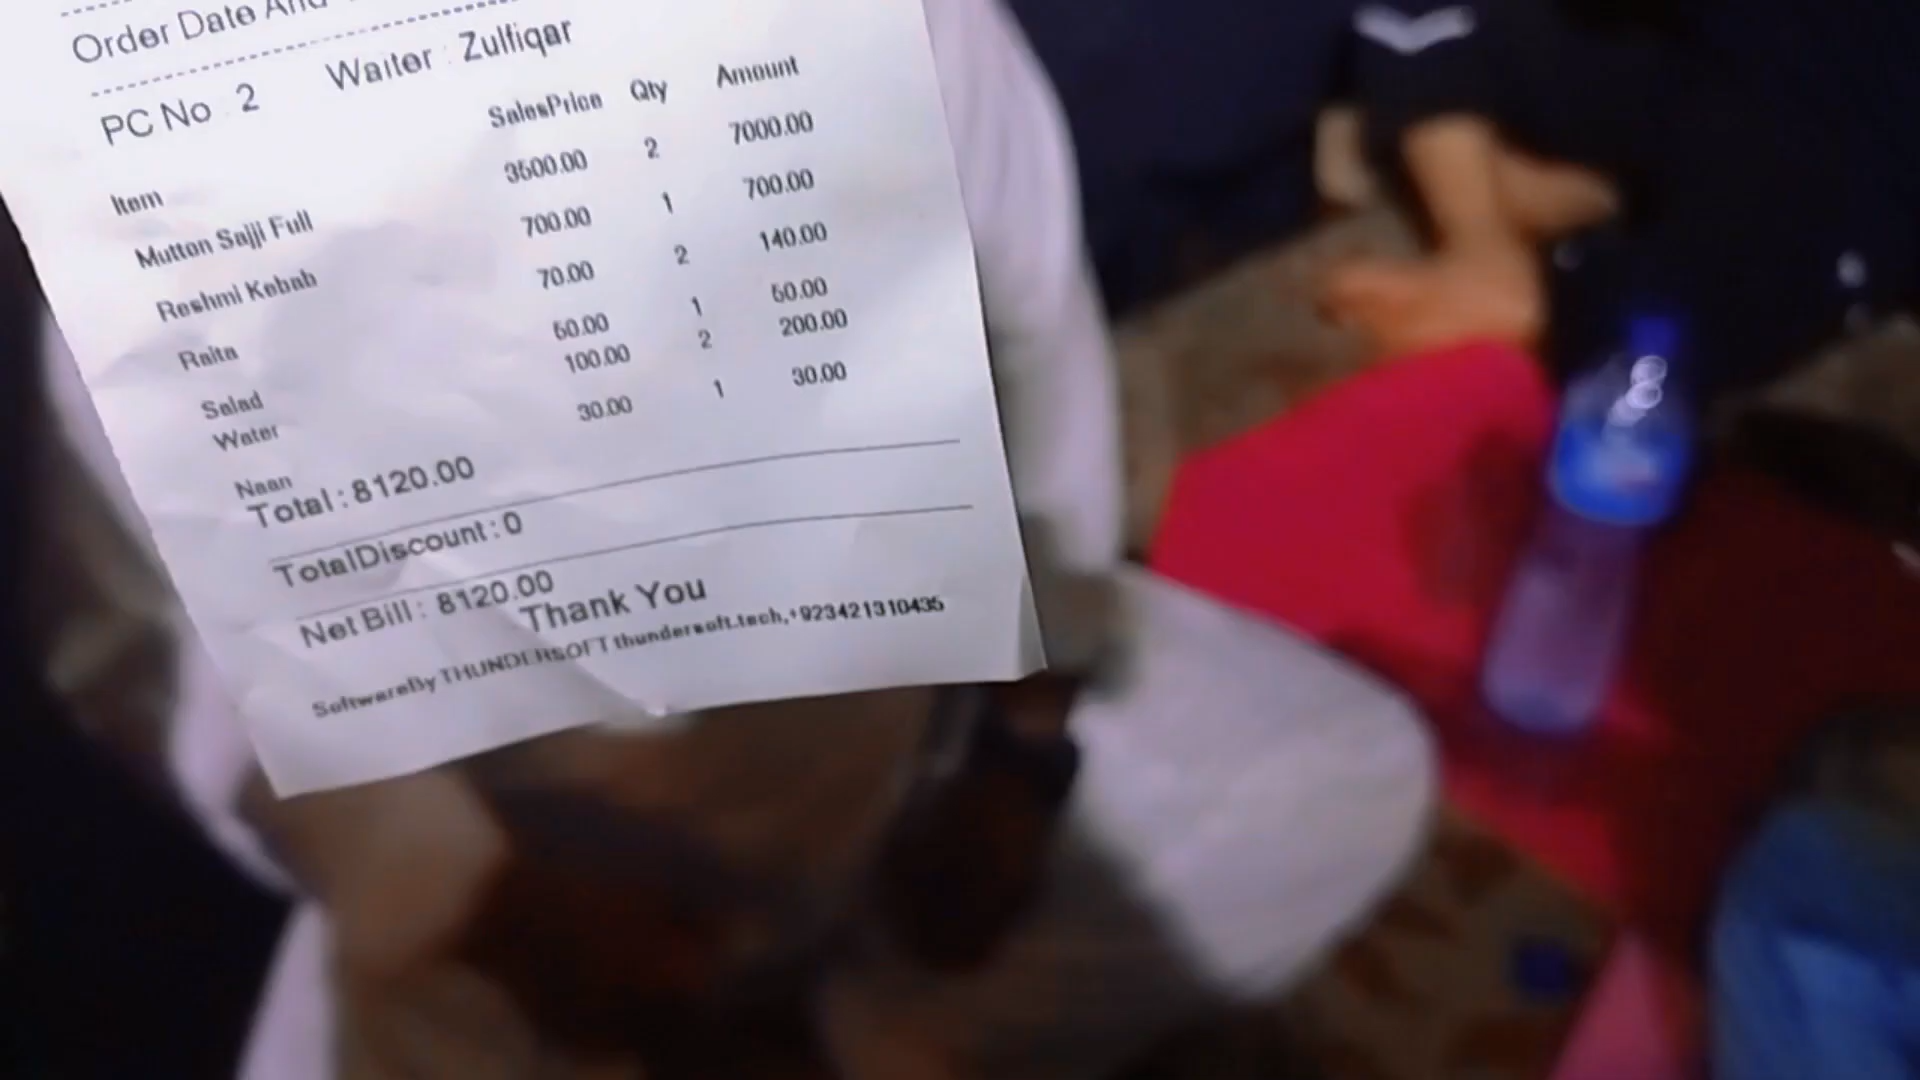 Order Date And
PC No : 2 Waiter : Zulfiqar
Item SalesPrice Qty Amount
Mutton Sajji Full 3500.00 2 7000.00
Reshmi Kebab 700.00 1 700.00
Raita 70.00 2 140.00
Salad 50.00 1 50.00
Water 100.00 2 200.00
Naan 30.00 1 30.00
Total : 8120.00
TotalDiscount : 0
Net Bill : 8120.00
Thank You
SoftwareBy THUNDERSOFT thundersoft.tech,+923421310435